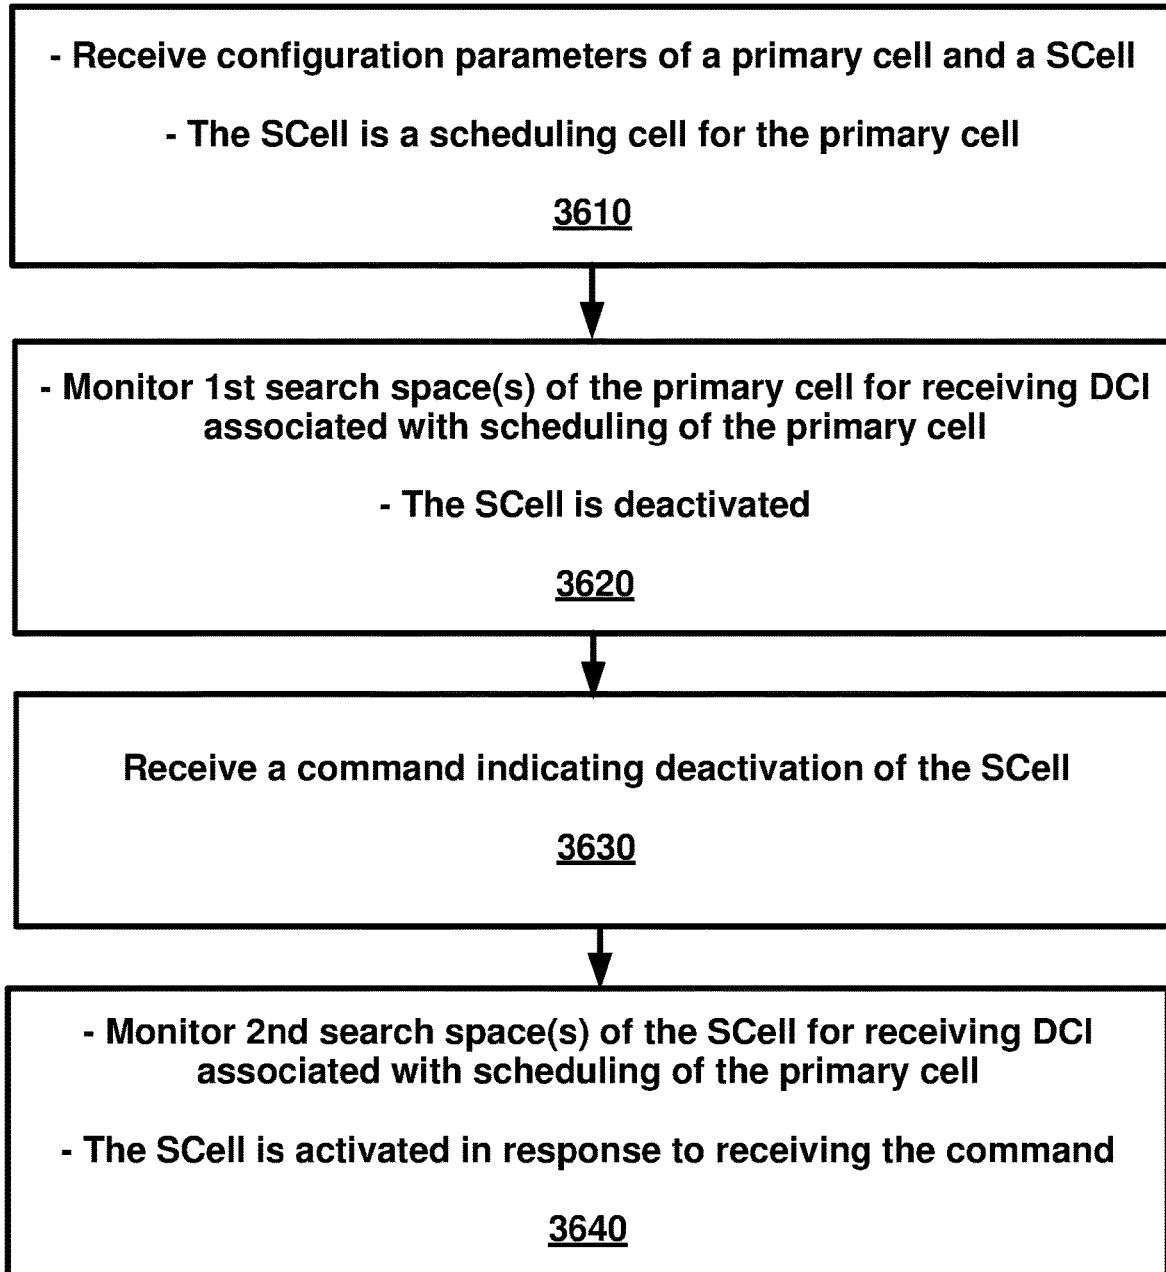 - Receive configuration parameters of a primary cell and a SCell
- The SCell is a scheduling cell for the primary cell
3610
- Monitor 1st search space(s) of the primary cell for receiving DCI
associated with scheduling of the primary cell
- The SCell is deactivated
3620
Receive a command indicating deactivation of the SCell
3630
- Monitor 2nd search space(s) of the SCell for receiving DCI
associated with scheduling of the primary cell
- The SCell is activated in response to receiving the command
3640